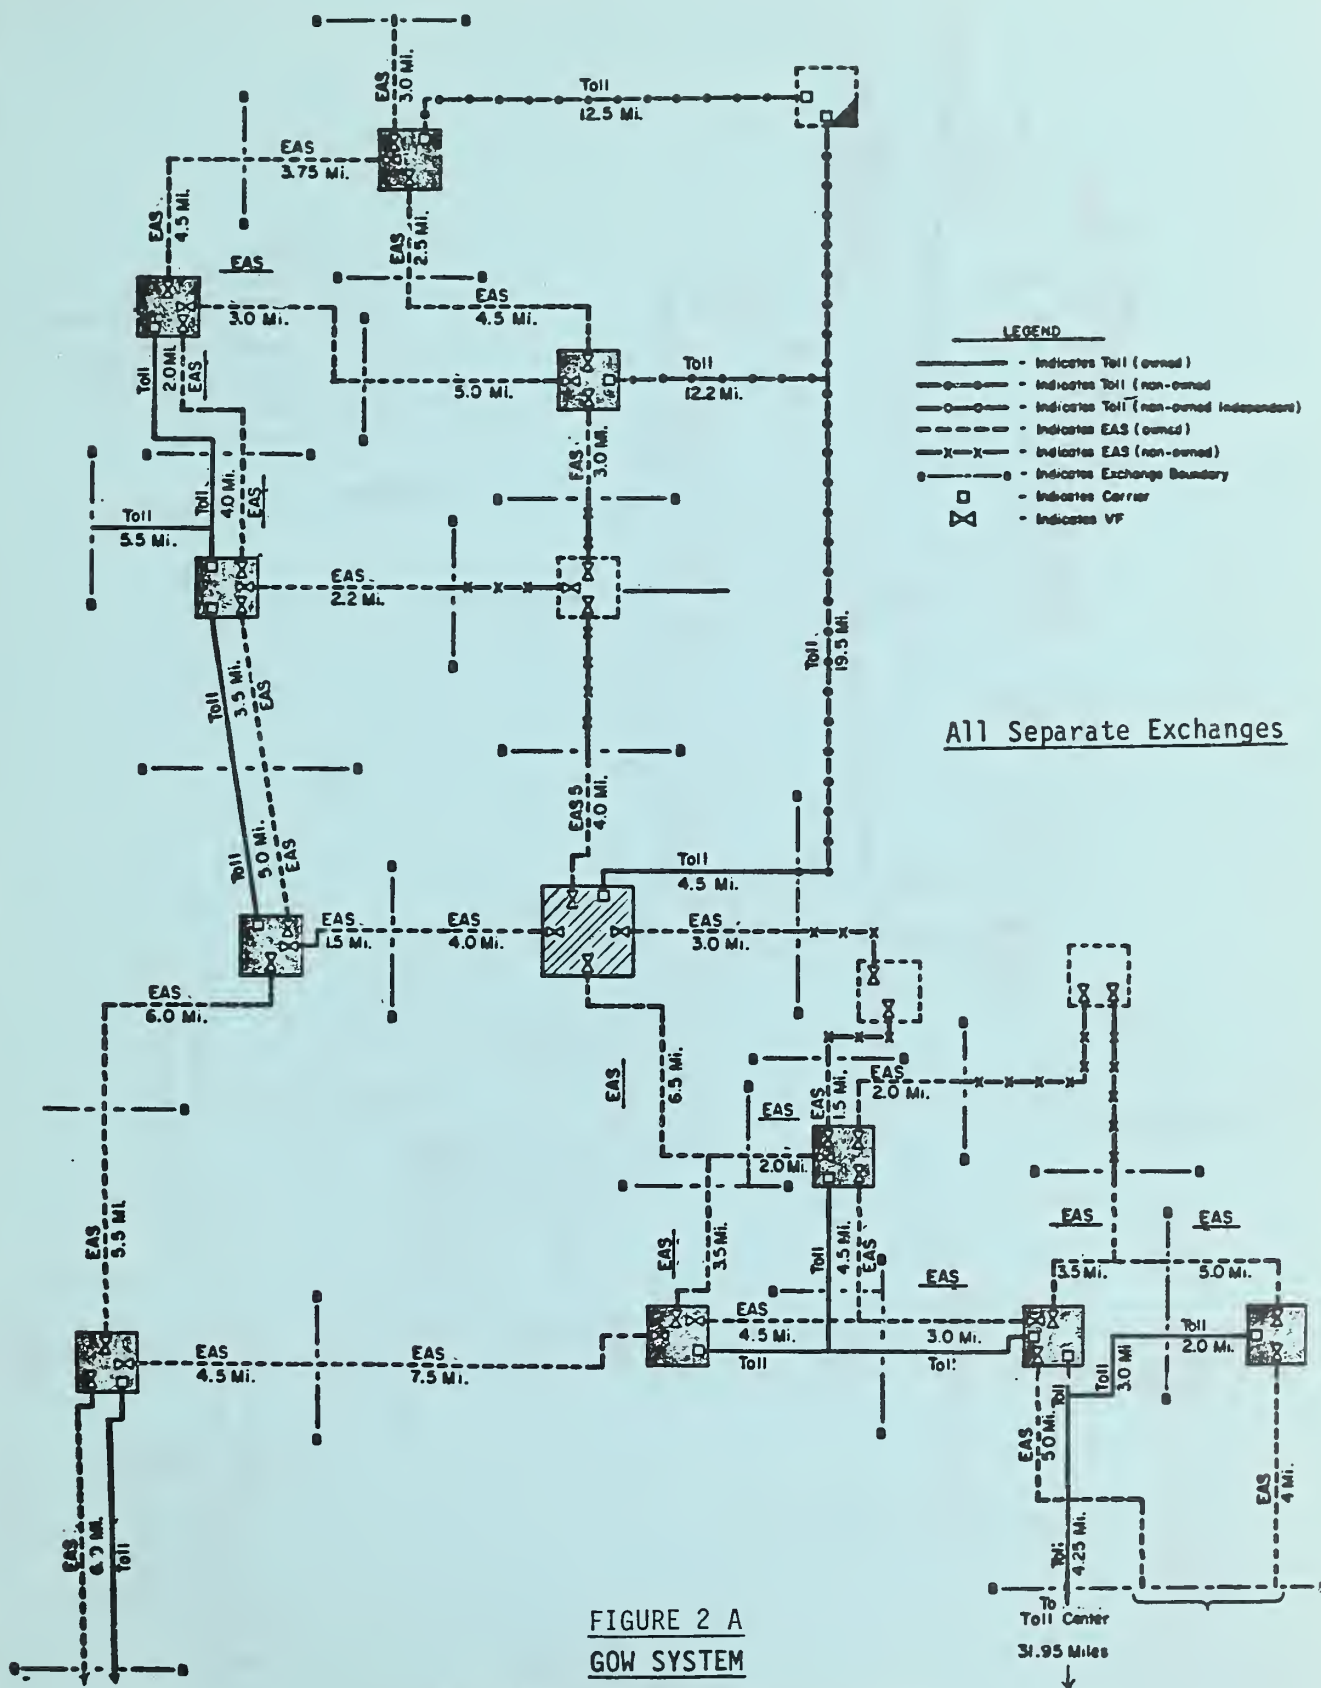 EAS
3.0 Mi.
Toll
12.5 Mi.
EAS
3.75 Mi.
EAS
4.5 Mi.
EAS
2.5 Mi.
EAS
3.0 Mi.
EAS
4.5 Mi.
Toll
2.0 Mi.
EAS
5.0 Mi.
Toll
12.2 Mi.
LEGEND
- Indicates Toll (owned)
- Indicates Toll (non-owned
- Indicates Toll (non-owned Independent)
- Indicates EAS (owned)
- Indicates EAS (non-owned)
- Indicates Exchange Boundary
- Indicates Carrier
- Indicates VF
EAS
3.0 Mi.
Toll
4.0 Mi.
EAS
Toll
5.5 Mi.
EAS
2.2 Mi.
Toll
19.5 Mi.
Toll
3.5 Mi.
EAS
All Separate Exchanges
EAS S
4.0 Mi.
Toll
5.0 Mi.
EAS
Toll
4.5 Mi.
EAS
1.5 Mi.
EAS
4.0 Mi.
EAS
3.0 Mi.
EAS
6.0 Mi.
EAS
6.5 Mi.
EAS
1.5 Mi.
EAS
2.0 Mi.
EAS
2.0 Mi.
EAS
5.5 Mi.
EAS
3.5 Mi.
Toll
4.5 Mi.
EAS
EAS
EAS
EAS
3.5 Mi.
5.0 Mi.
EAS
4.5 Mi.
EAS
7.5 Mi.
EAS
4.5 Mi.
3.0 Mi.
Toll
Toll
Toll
2.0 Mi.
Toll
3.0 Mi
Toll
EAS
5.0 Mi.
EAS
4 Mi.
EAS
Toll
Toll
4.25 Mi.
To
Toll Center
31.95 Miles
FIGURE 2 A
GOW SYSTEM